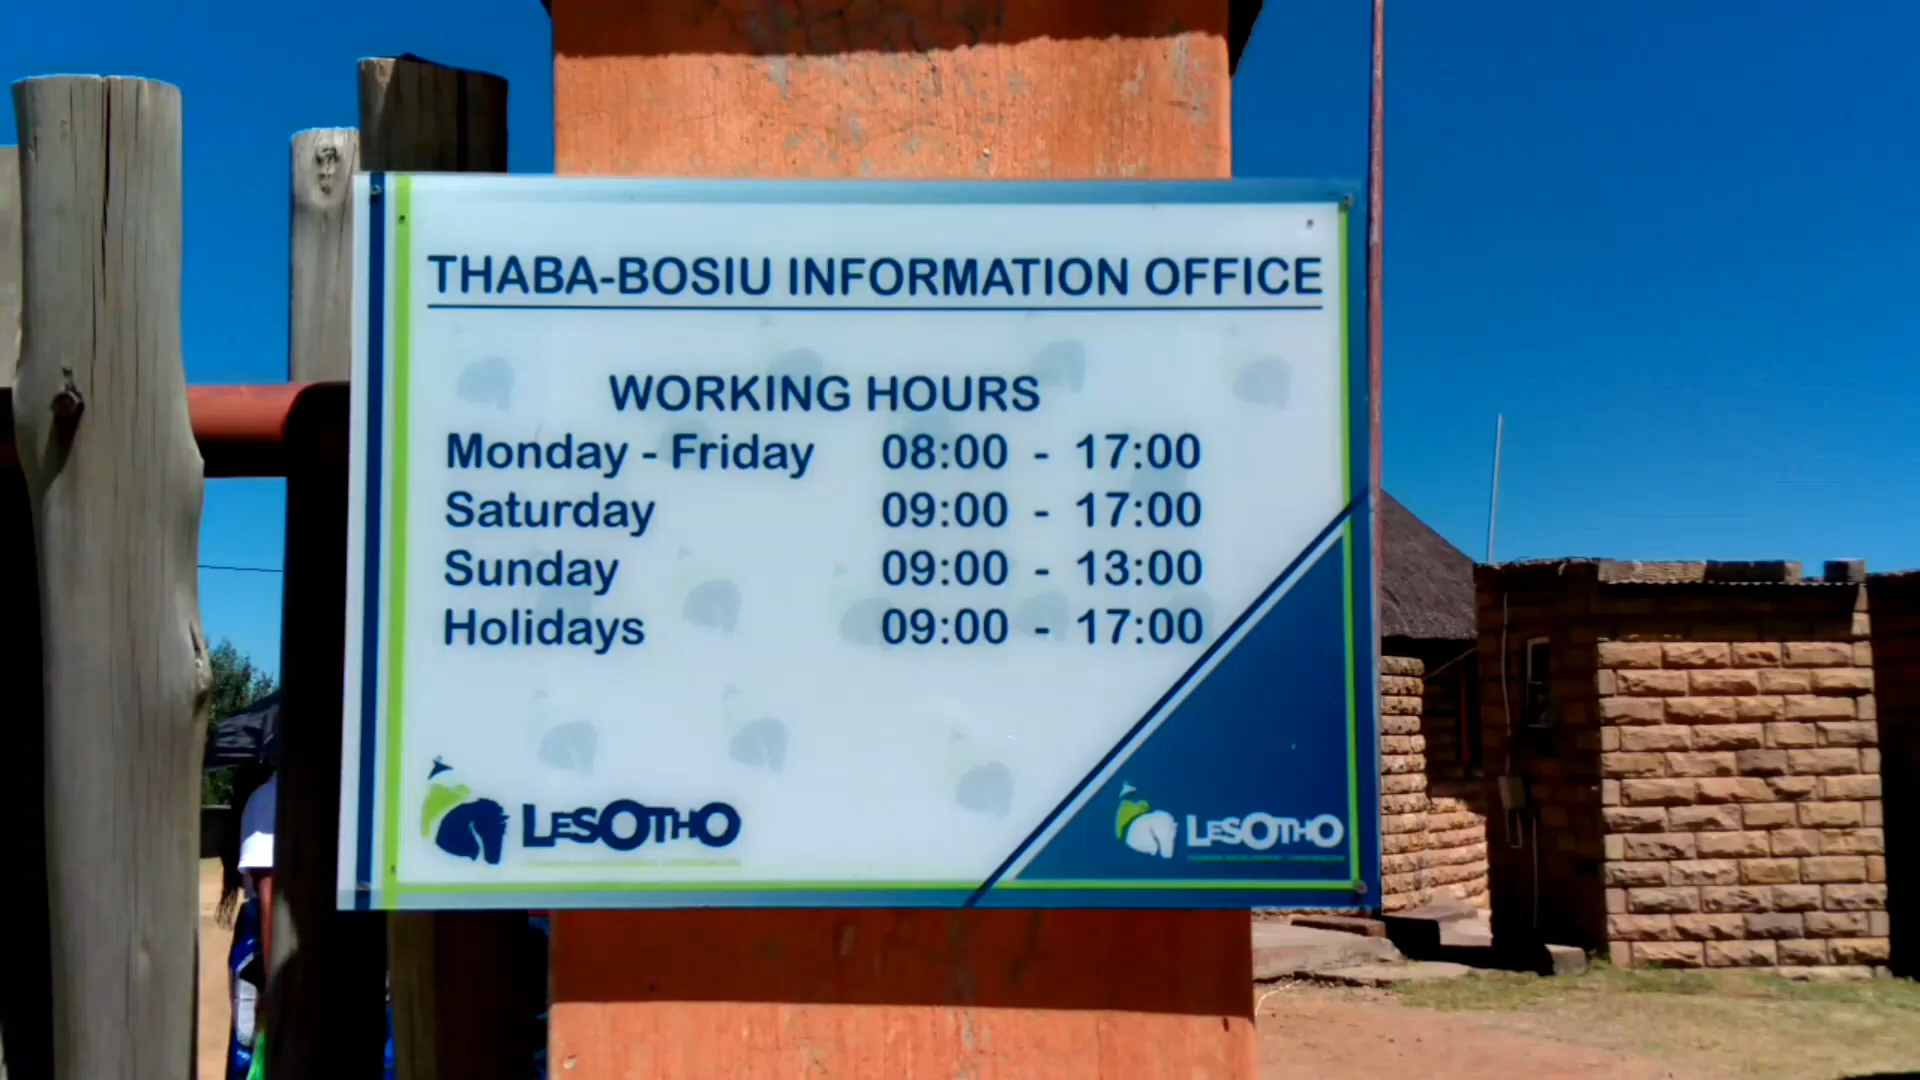 THABA-BOSIU INFORMATION OFFICE
WORKING HOURS
Monday - Friday 08:00 - 17:00
Saturday 09:00 - 17:00
Sunday 09:00 - 13:00
Holidays 09:00 - 17:00
LESOTHO
LESOTHO